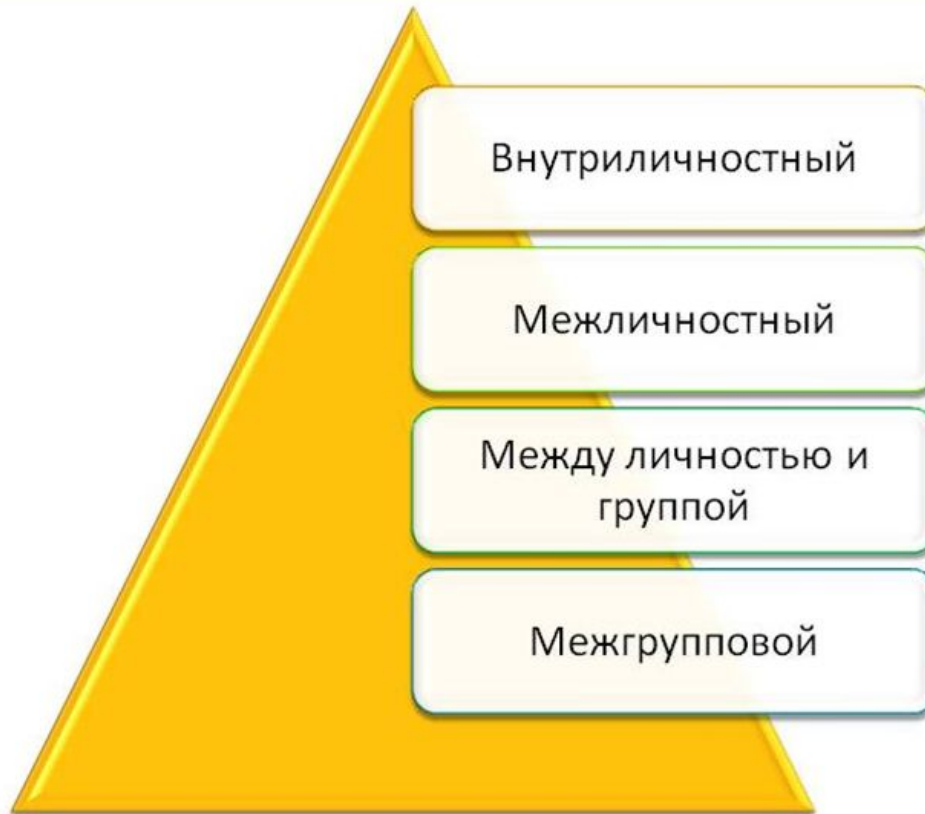 Внутриличностный
Межличностный
Между личностью и
группой
Межгрупповой